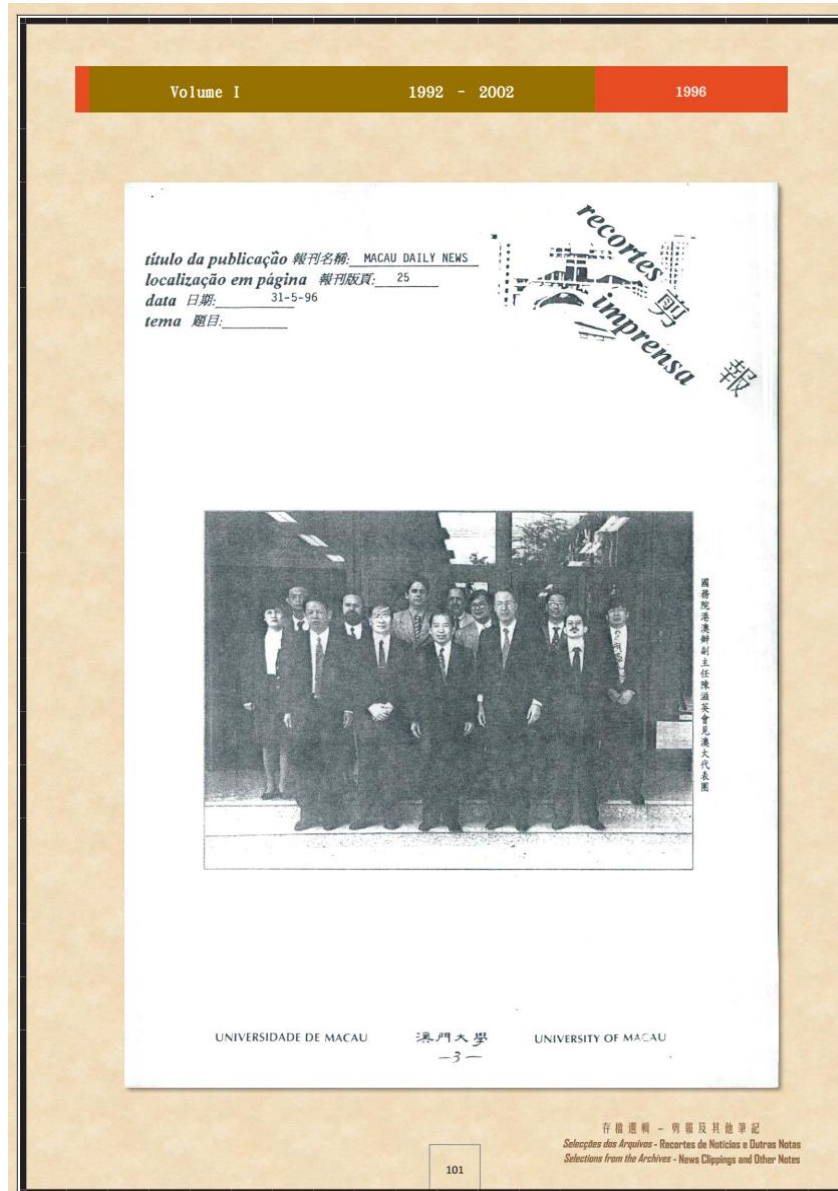 Volume I 1992 - 2002 1996
título da publicação 報刊名稱: MACAU DAILY NEWS
localização em página 報刊版頁: 25
data 日期: 31-5-96
tema 題目:
recortes 剪
imprensa 報
國務院港澳辦副主任陳滋英會見澳大代表團
UNIVERSIDADE DE MACAU 澳門大學 UNIVERSITY OF MACAU
—3—
存檔選輯 - 剪報及其他筆記
Selecções dos Arquivos - Recortes de Notícias e Outras Notas
Selections from the Archives - News Clippings and Other Notes
101